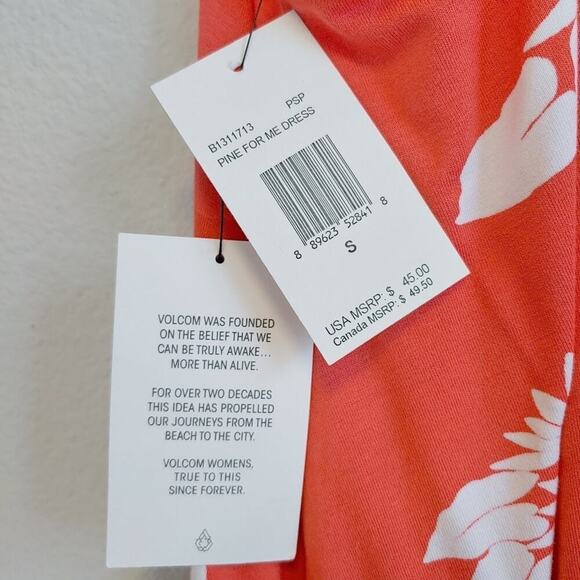 B1311713 PSP
PINE FOR ME DRESS
8 89623 52841 8
S
USA MSRP: $ 45.00
Canada MSRP: $ 49.50
VOLCOM WAS FOUNDED
ON THE BELIEF THAT WE
CAN BE TRULY AWAKE...
MORE THAN ALIVE.
FOR OVER TWO DECADES
THIS IDEA HAS PROPELLED
OUR JOURNEYS FROM THE
BEACH TO THE CITY.
VOLCOM WOMENS,
TRUE TO THIS
SINCE FOREVER.